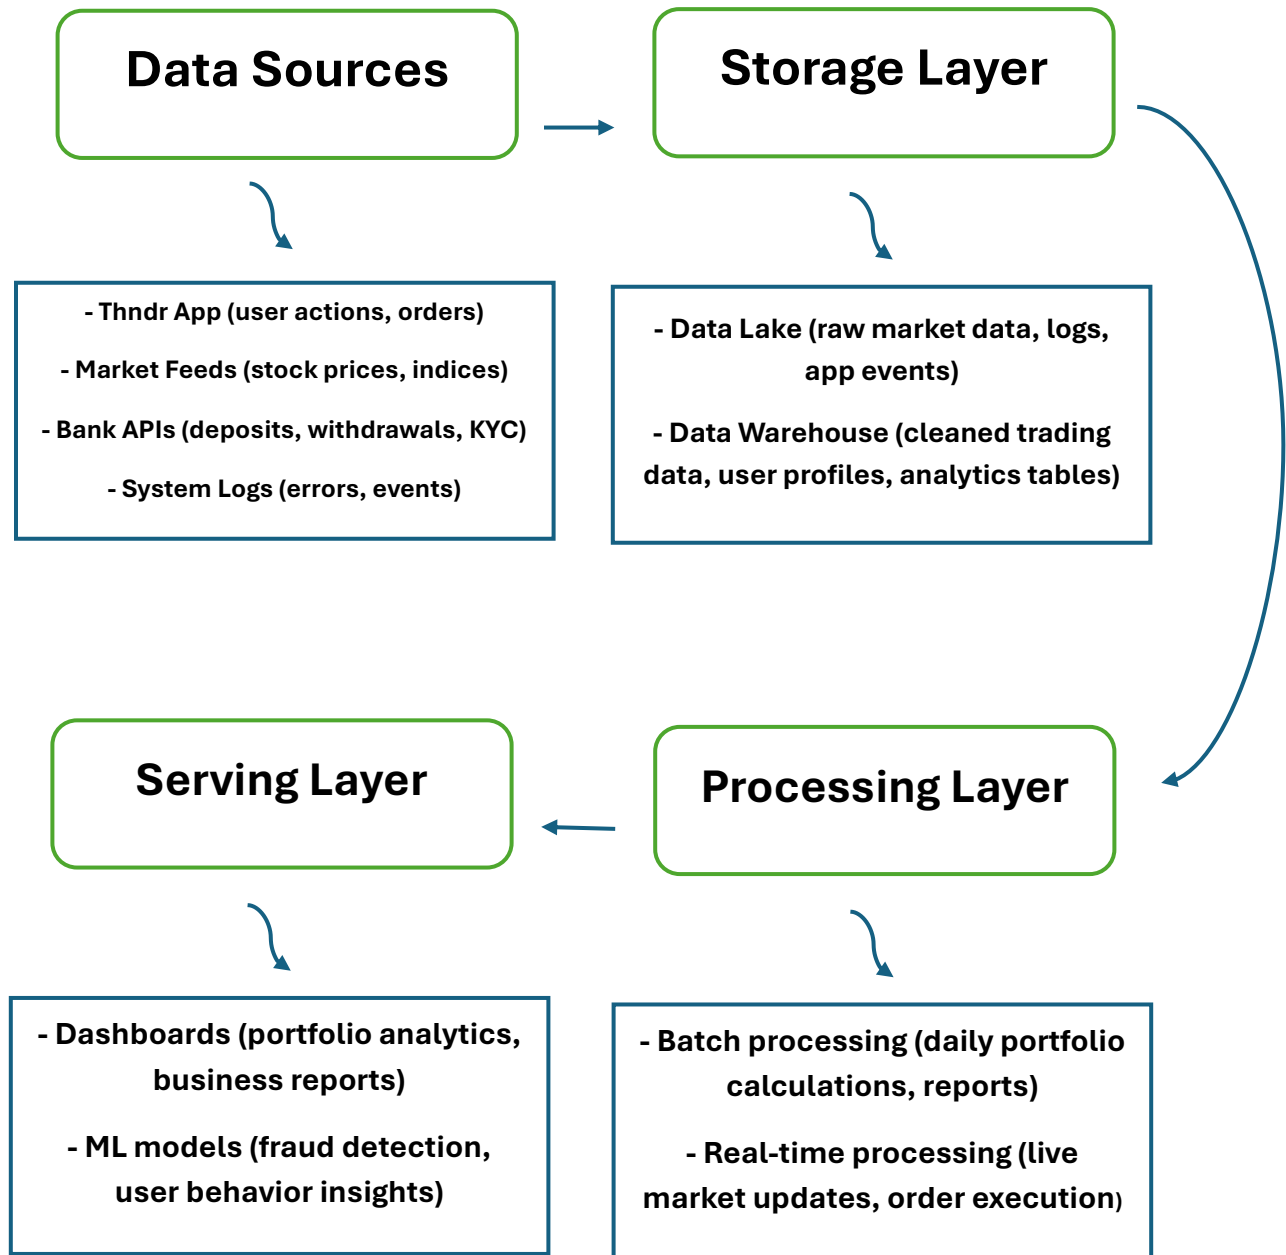 Data Sources
Storage Layer
- Thndr App (user actions, orders)
- Market Feeds (stock prices, indices)
- Bank APIs (deposits, withdrawals, KYC)
- System Logs (errors, events)
- Data Lake (raw market data, logs,
app events)
- Data Warehouse (cleaned trading
data, user profiles, analytics tables)
Serving Layer
Processing Layer
- Dashboards (portfolio analytics,
business reports)
- ML models (fraud detection,
user behavior insights)
- Batch processing (daily portfolio
calculations, reports)
- Real-time processing (live
market updates, order execution)